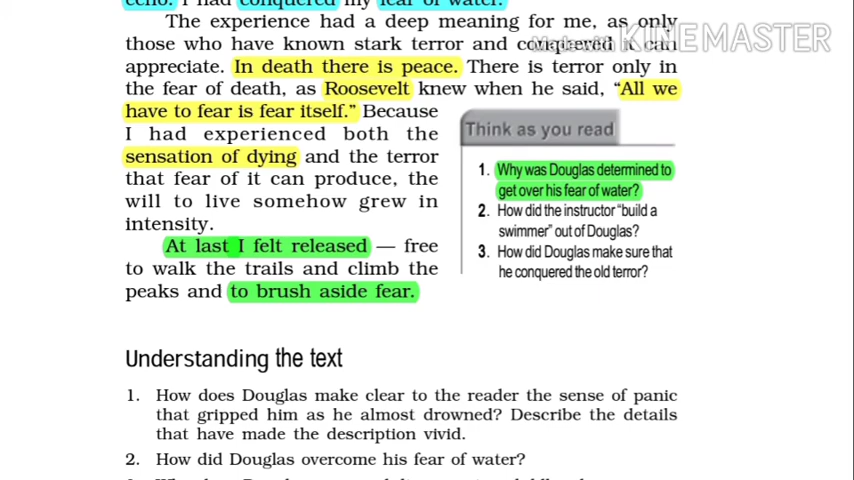 echo. I had conquered my fear of water.
The experience had a deep meaning for me, as only
those who have known stark terror and conquered it can
appreciate. In death there is peace. There is terror only in
the fear of death, as Roosevelt knew when he said, “All we
have to fear is fear itself.” Because
I had experienced both the
sensation of dying and the terror
that fear of it can produce, the
will to live somehow grew in
intensity.
At last I felt released — free
to walk the trails and climb the
peaks and to brush aside fear.
Think as you read
1. Why was Douglas determined to
get over his fear of water?
2. How did the instructor “build a
swimmer” out of Douglas?
3. How did Douglas make sure that
he conquered the old terror?
Understanding the text
1. How does Douglas make clear to the reader the sense of panic
that gripped him as he almost drowned? Describe the details
that have made the description vivid.
2. How did Douglas overcome his fear of water?
Made with KINEMASTER